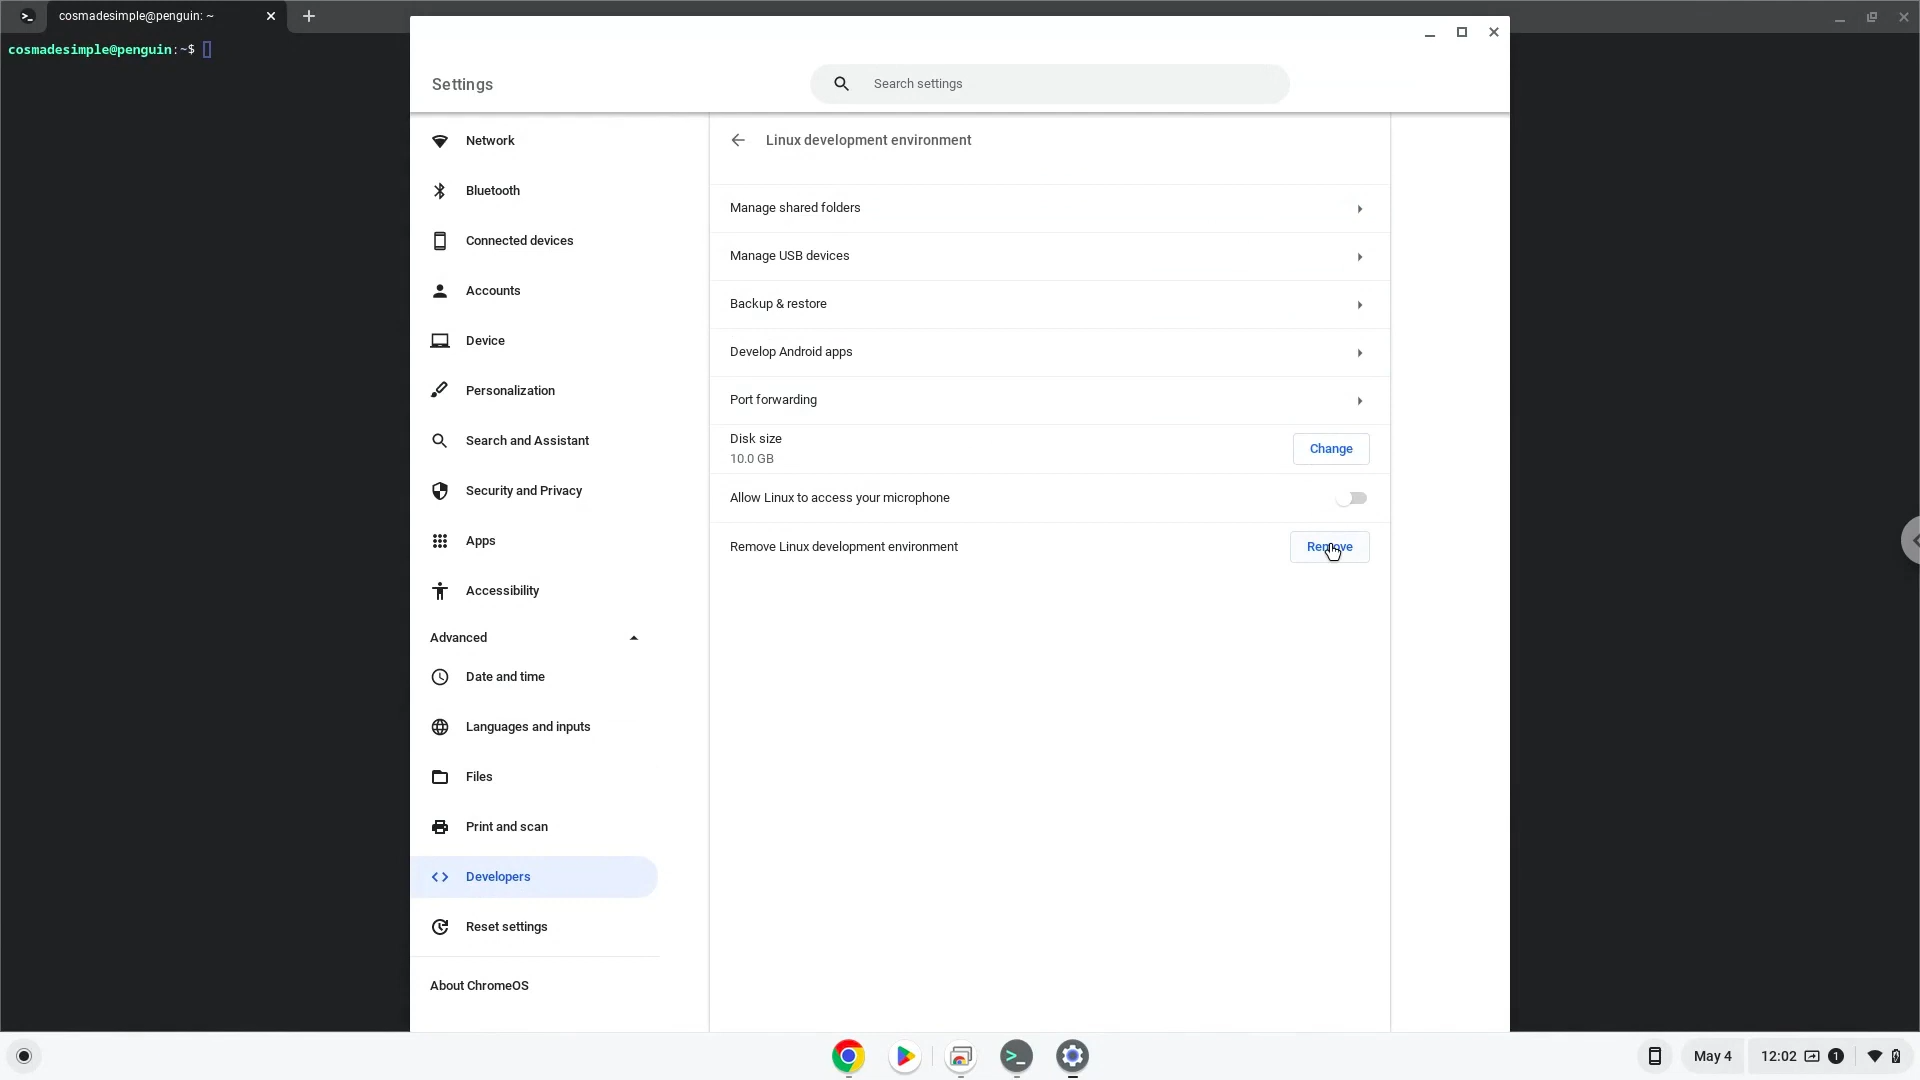 cosmadesimple@penguin: ~
cosmadesimple@penguin:~$
Settings
Search settings
Network
Bluetooth
Connected devices
Accounts
Device
Personalization
Search and Assistant
Security and Privacy
Apps
Accessibility
Advanced
Date and time
Languages and inputs
Files
Print and scan
Developers
Reset settings
About ChromeOS
Linux development environment
Manage shared folders
Manage USB devices
Backup & restore
Develop Android apps
Port forwarding
Disk size
10.0 GB
Change
Allow Linux to access your microphone
Remove Linux development environment
Remove
May 4
12:02
1